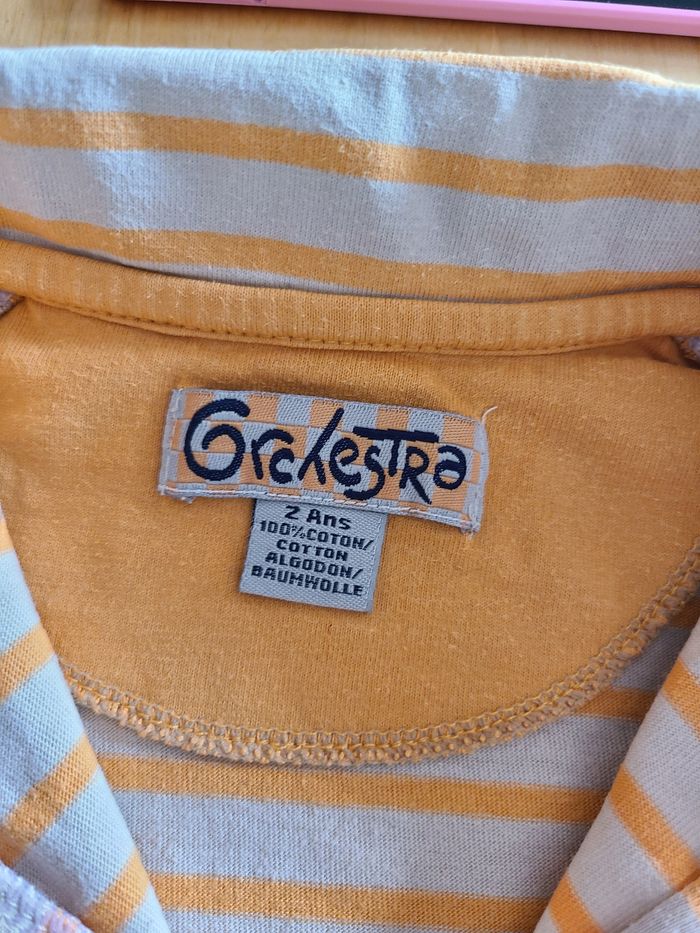 Orchestra
2 Ans
100%COTON/
COTTON
ALGODON/
BAUMWOLLE